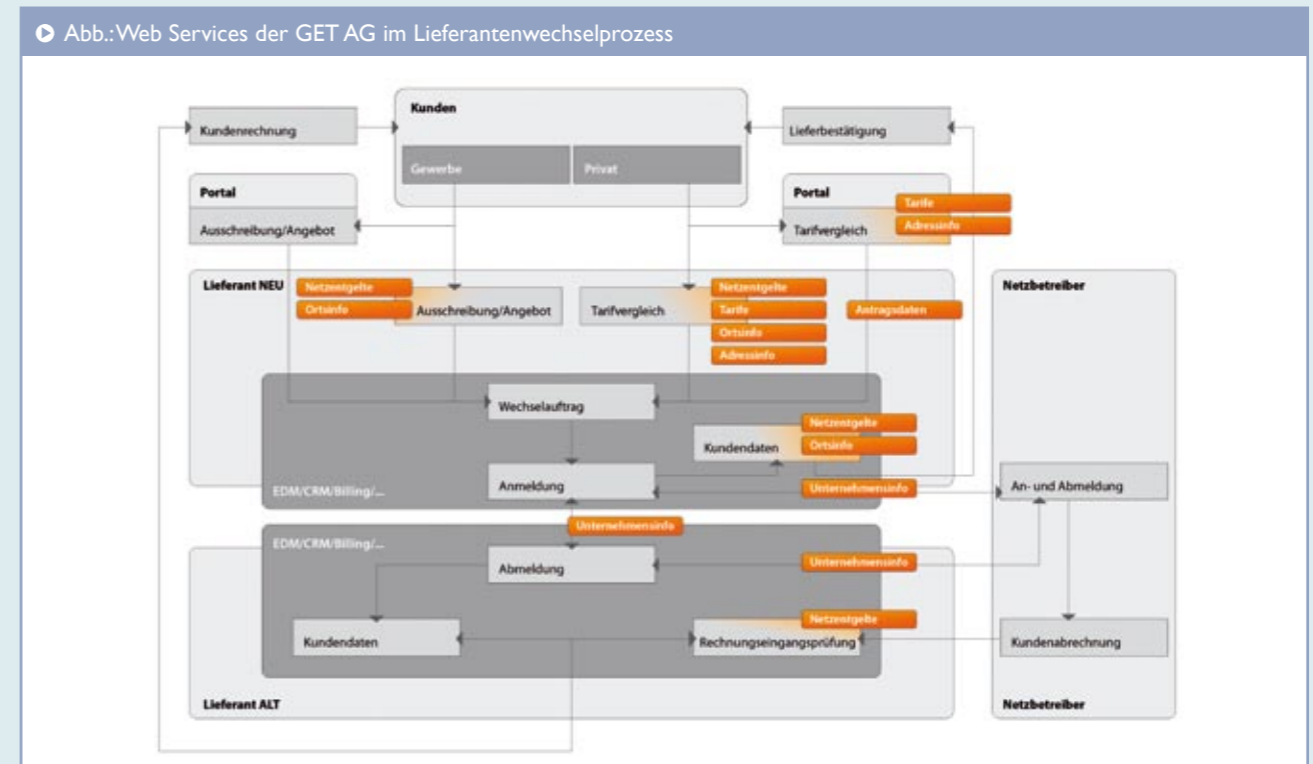 Abb.: Web Services der GET AG im Lieferantenwechselprozess
Kunden
Kundenrechnung
Lieferbestätigung
Gewerbe
Privat
Portal
Ausschreibung/Angebot
Portal
Tarifvergleich
Tarife
Adressinfo
Lieferant NEU
Netzentgelte
Ortsinfo
Ausschreibung/Angebot
Tarifvergleich
Netzentgelte
Tarife
Ortsinfo
Adressinfo
Antragsdaten
Netzbetreiber
Wechselauftrag
Kundendaten
Netzentgelte
Ortsinfo
Anmeldung
EDM/CRM/Billing/...
Unternehmensinfo
An- und Abmeldung
Unternehmensinfo
EDM/CRM/Billing/...
Abmeldung
Unternehmensinfo
Netzentgelte
Kundendaten
Rechnungseingangsprüfung
Kundenabrechnung
Lieferant ALT
Netzbetreiber